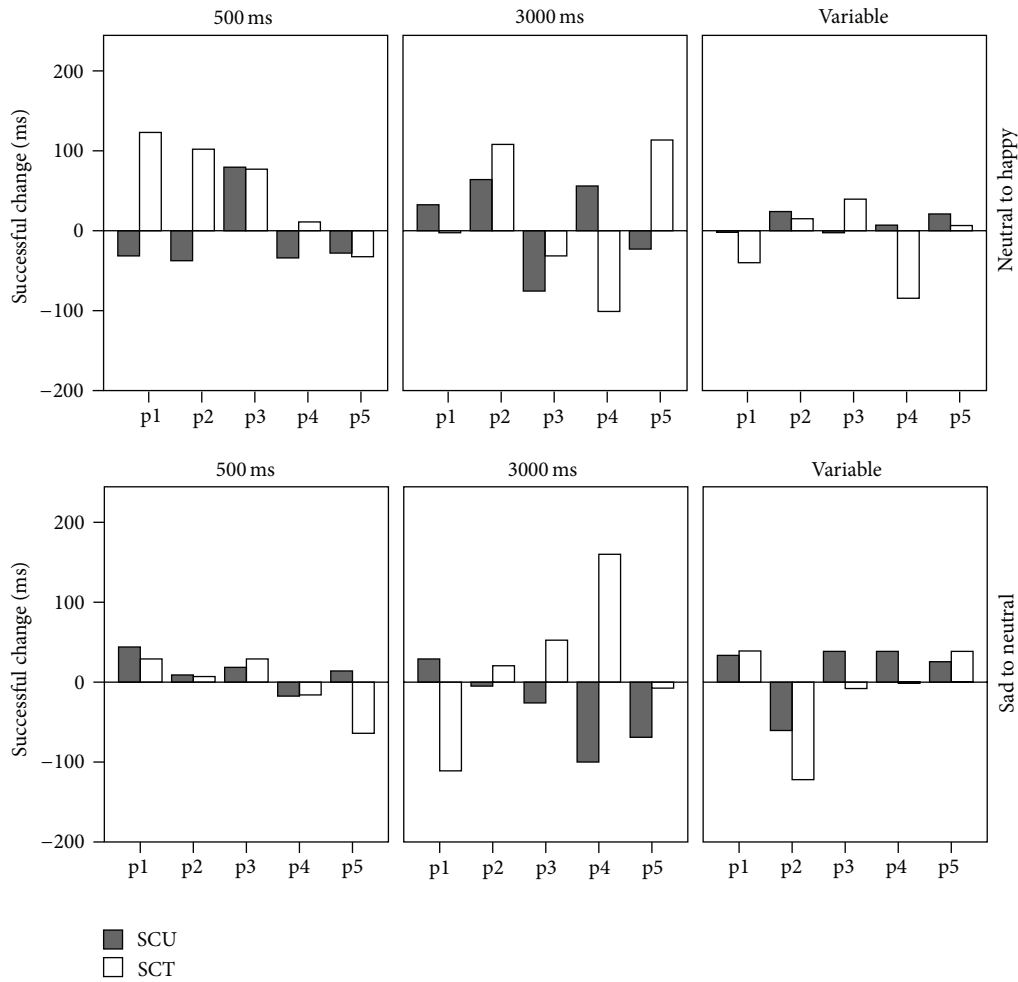 500 ms 3000 ms Variable
Successful change (ms)
200
100
0
−100
−200
Neutral to happy
p1 p2 p3 p4 p5 p1 p2 p3 p4 p5 p1 p2 p3 p4 p5
500 ms 3000 ms Variable
Successful change (ms)
200
100
0
−100
−200
Sad to neutral
p1 p2 p3 p4 p5 p1 p2 p3 p4 p5 p1 p2 p3 p4 p5
SCU
SCT